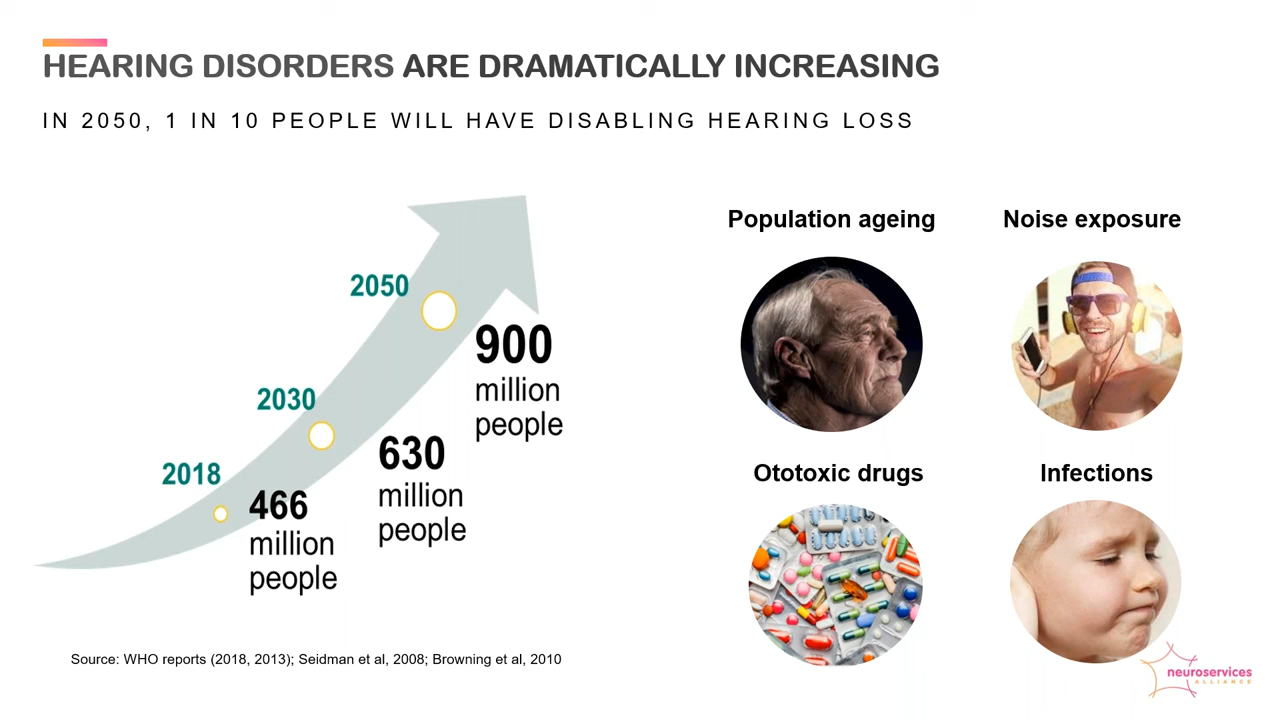 HEARING DISORDERS ARE DRAMATICALLY INCREASING
IN 2050, 1 IN 10 PEOPLE WILL HAVE DISABLING HEARING LOSS
2050
900
million
people
2030
630
million
people
2018
466
million
people
Population ageing
Noise exposure
Ototoxic drugs
Infections
Source: WHO reports (2018, 2013); Seidman et al, 2008; Browning et al, 2010
neuroservices
ALLIANCE